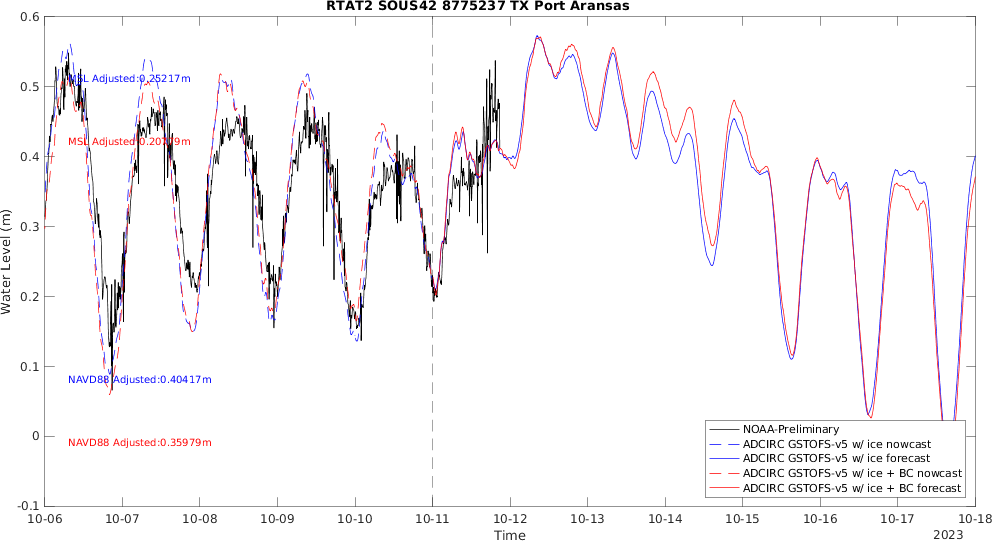 RTAT2 SOUS42 8775237 TX Port Aransas
0.6
0.5
0.4
0.3
0.2
0.1
0
-0.1
Water Level (m)
MSL Adjusted:0.25217m
NAVD88 Adjusted:0.40417m
NAVD88 Adjusted:0.35979m
MSL Adjusted:
NOAA-Preliminary
ADCIRC GSTOFS-v5 w/ ice nowcast
ADCIRC GSTOFS-v5 w/ ice forecast
ADCIRC GSTOFS-v5 w/ ice + BC nowcast
ADCIRC GSTOFS-v5 w/ ice + BC forecast
10-06 10-07 10-08 10-09 10-10 10-11 10-12 10-13 10-14 10-15 10-16 10-17 10-18
Time
2023